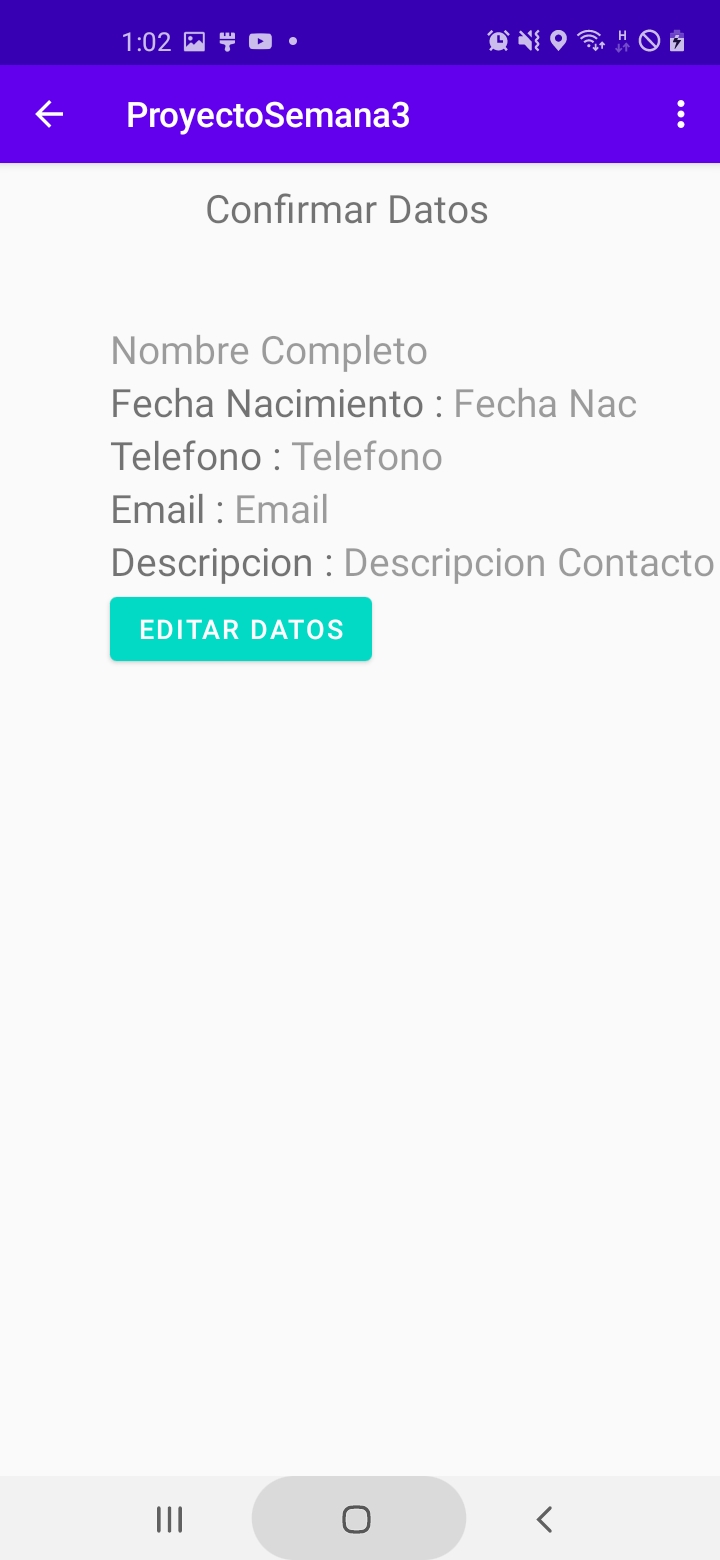 1:02
H
ProyectoSemana3
Confirmar Datos
Nombre Completo
Fecha Nacimiento : Fecha Nac
Telefono : Telefono
Email : Email
Descripcion : Descripcion Contacto
EDITAR DATOS